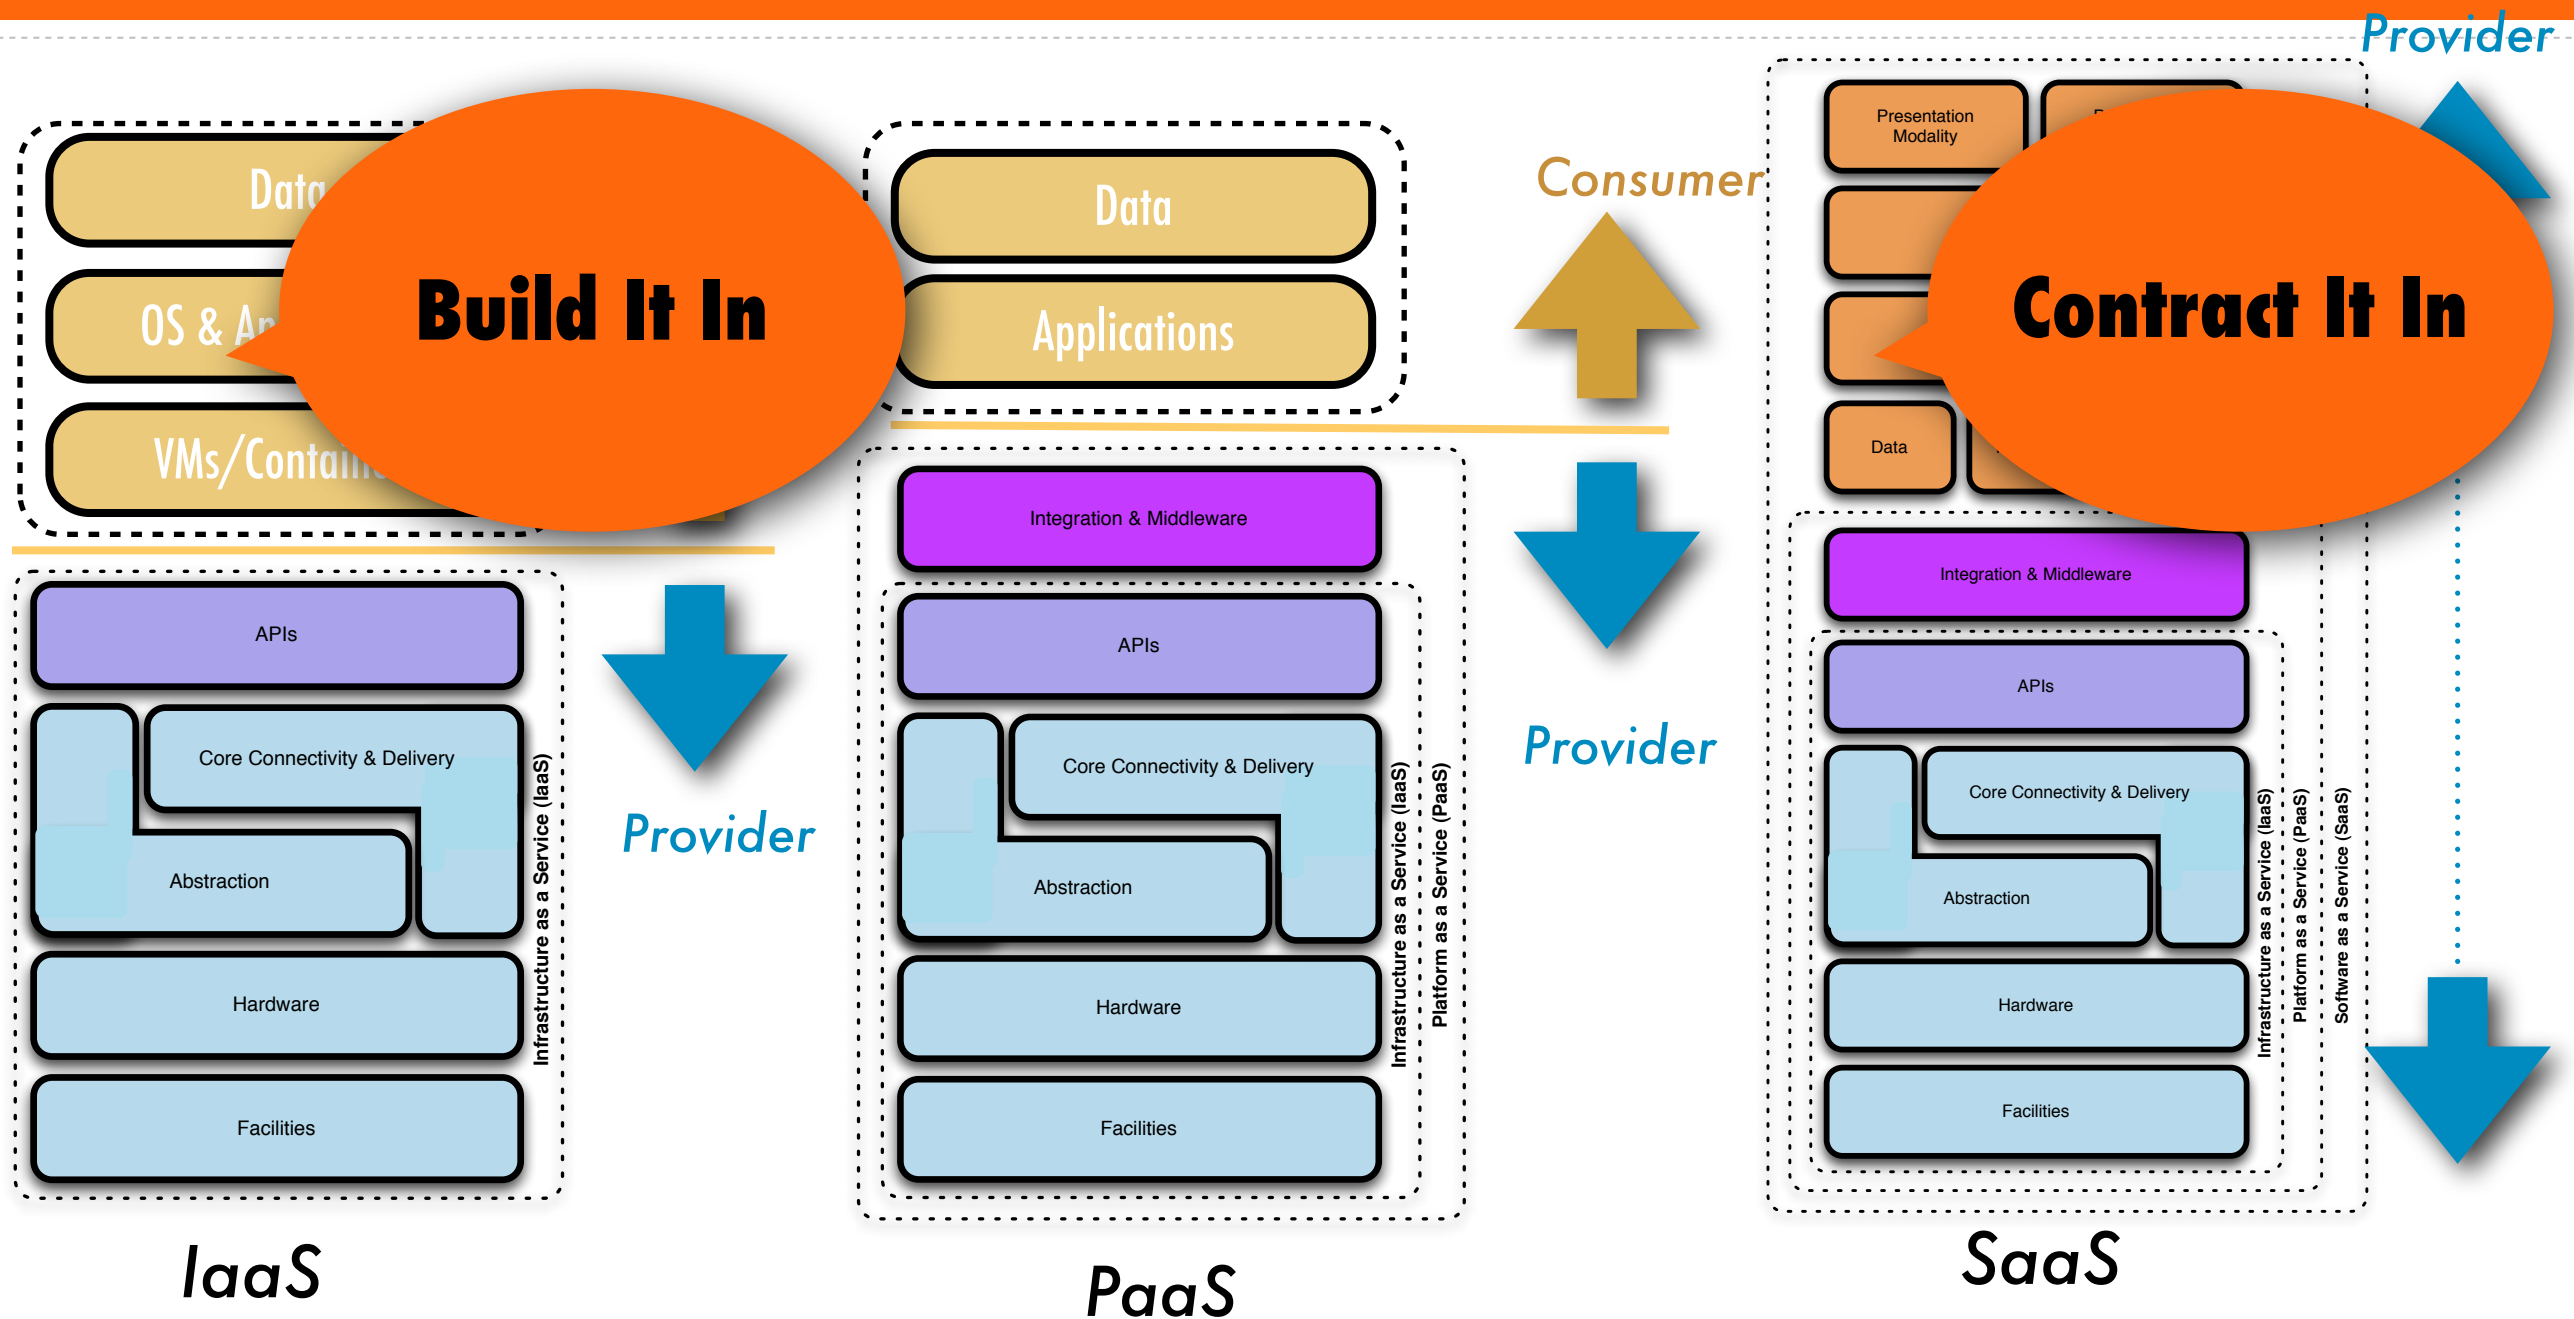 Provider
Data
Build It In
VMs/Contain
APIs
Core Connectivity & Delivery
Abstraction
Hardware
Facilities
Infrastructure as a Service (IaaS)
Provider
IaaS
Data
Applications
Consumer
Integration & Middleware
APIs
Core Connectivity & Delivery
Abstraction
Hardware
Facilities
Infrastructure as a Service (IaaS)
Platform as a Service (PaaS)
Provider
PaaS
Presentation
Modality
Contract It In
Data
Integration & Middleware
APIs
Core Connectivity & Delivery
Abstraction
Hardware
Facilities
Infrastructure as a Service (IaaS)
Platform as a Service (PaaS)
Software as a Service (SaaS)
SaaS
OS &